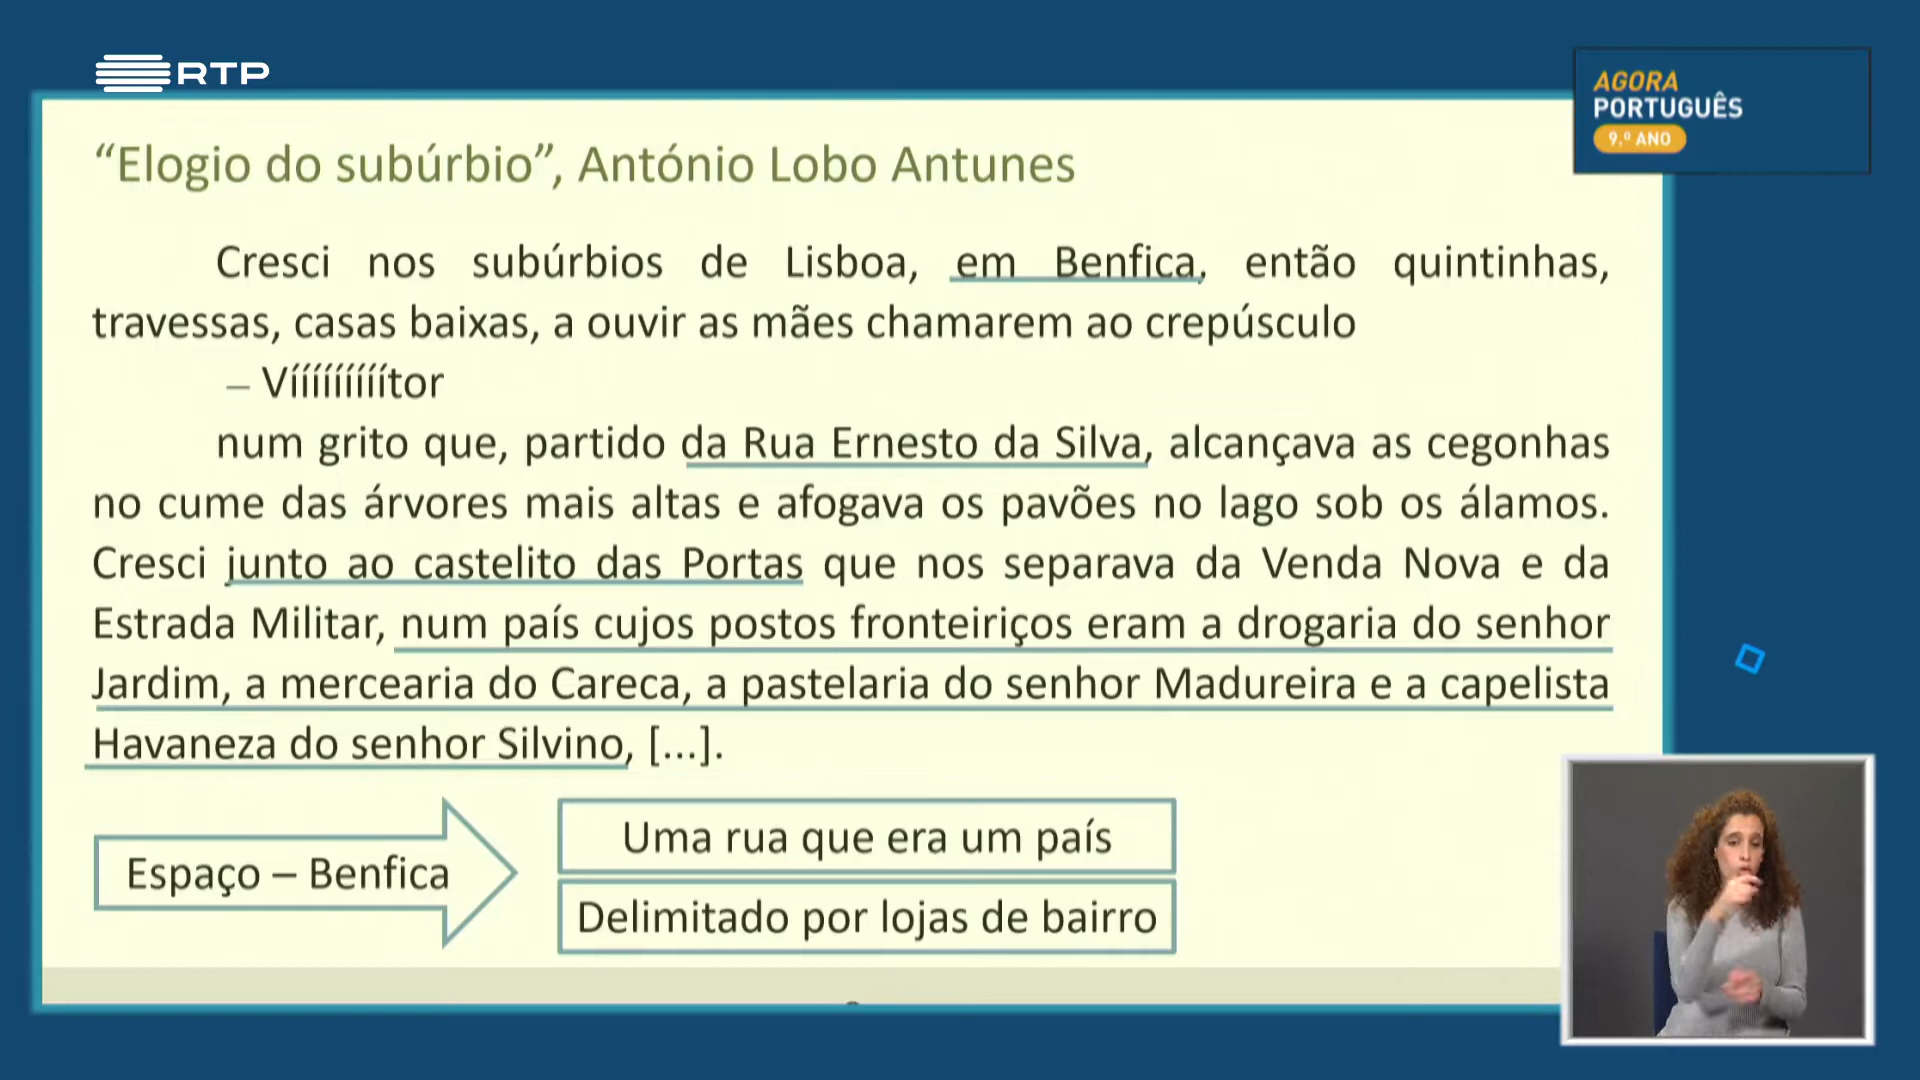 RTP
AGORA
PORTUGUÊS
9.º ANO
“Elogio do subúrbio”, António Lobo Antunes
Cresci nos subúrbios de Lisboa, em Benfica, então quintinhas,
travessas, casas baixas, a ouvir as mães chamarem ao crepúsculo
– Víííííííííítor
num grito que, partido da Rua Ernesto da Silva, alcançava as cegonhas
no cume das árvores mais altas e afogava os pavões no lago sob os álamos.
Cresci junto ao castelito das Portas que nos separava da Venda Nova e da
Estrada Militar, num país cujos postos fronteiriços eram a drogaria do senhor
Jardim, a mercearia do Careca, a pastelaria do senhor Madureira e a capelista
Havaneza do senhor Silvino, [...].
Espaço – Benfica
Uma rua que era um país
Delimitado por lojas de bairro